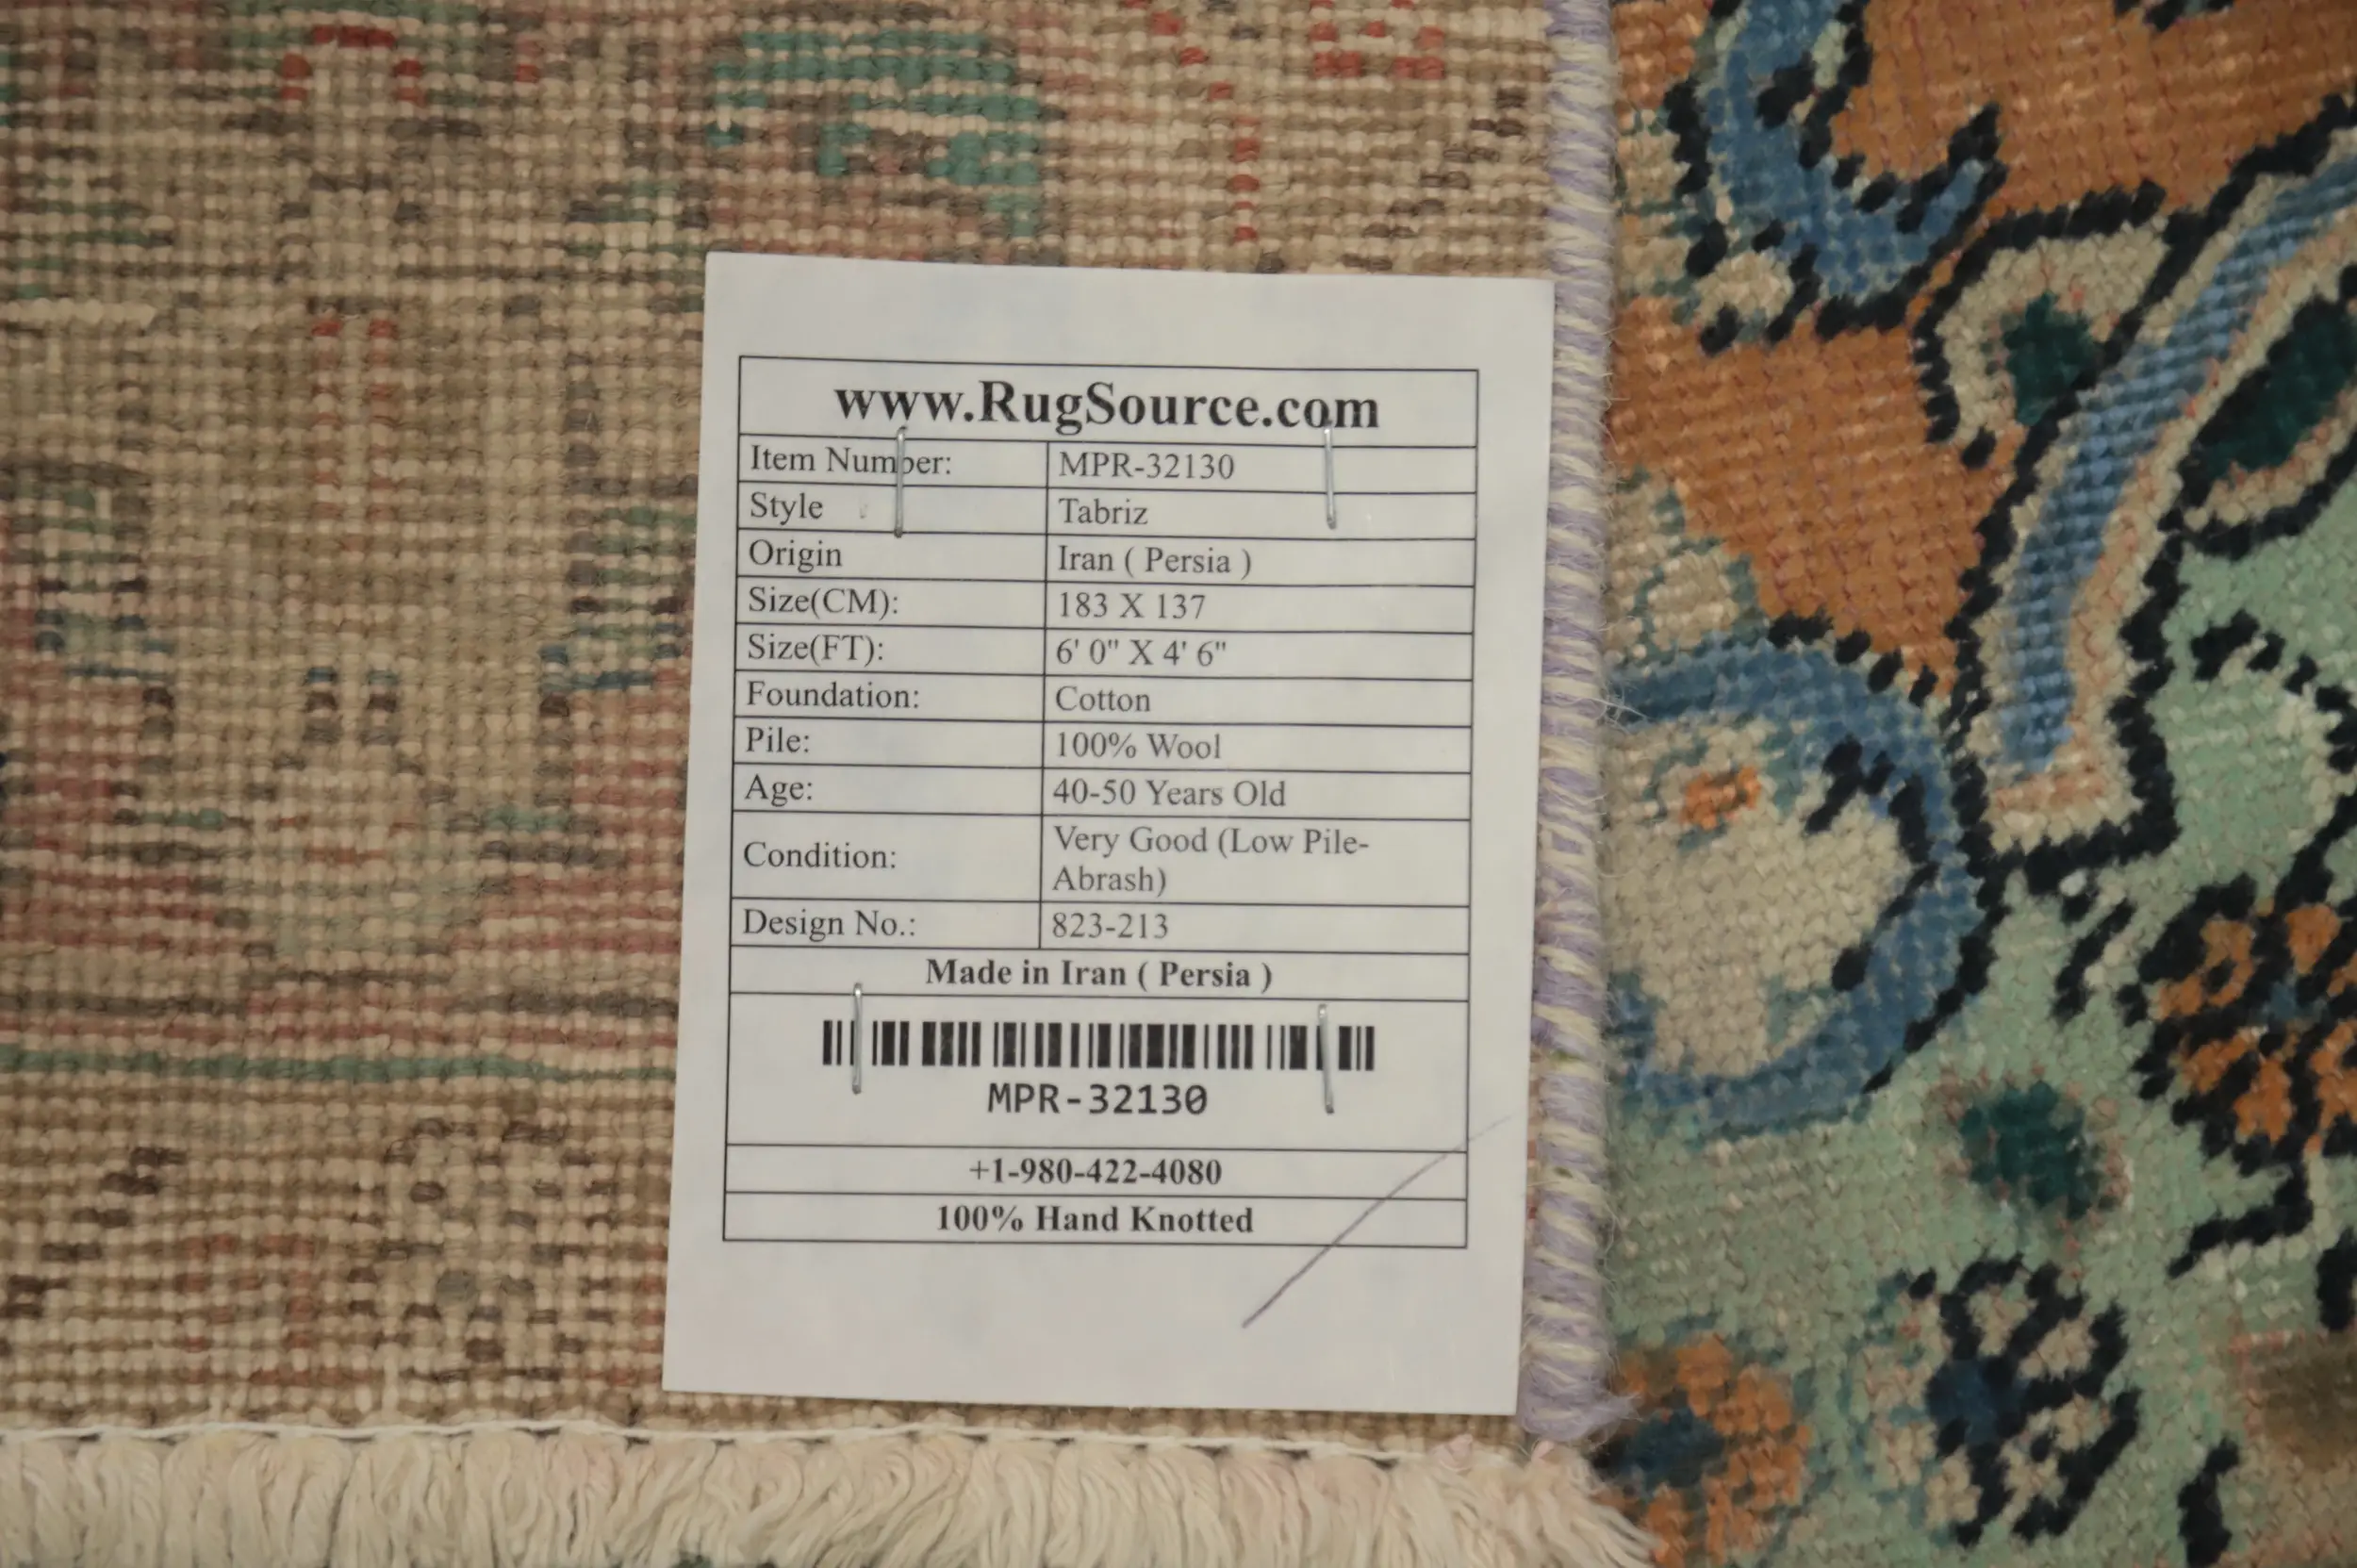 www.RugSource.com
Item Number: MPR-32130
Style Tabriz
Origin Iran ( Persia )
Size(CM): 183 X 137
Size(FT): 6' 0" X 4' 6"
Foundation: Cotton
Pile: 100% Wool
Age: 40-50 Years Old
Condition: Very Good (Low Pile-
Abrash)
Design No.: 823-213
Made in Iran ( Persia )
MPR-32130
+1-980-422-4080
100% Hand Knotted